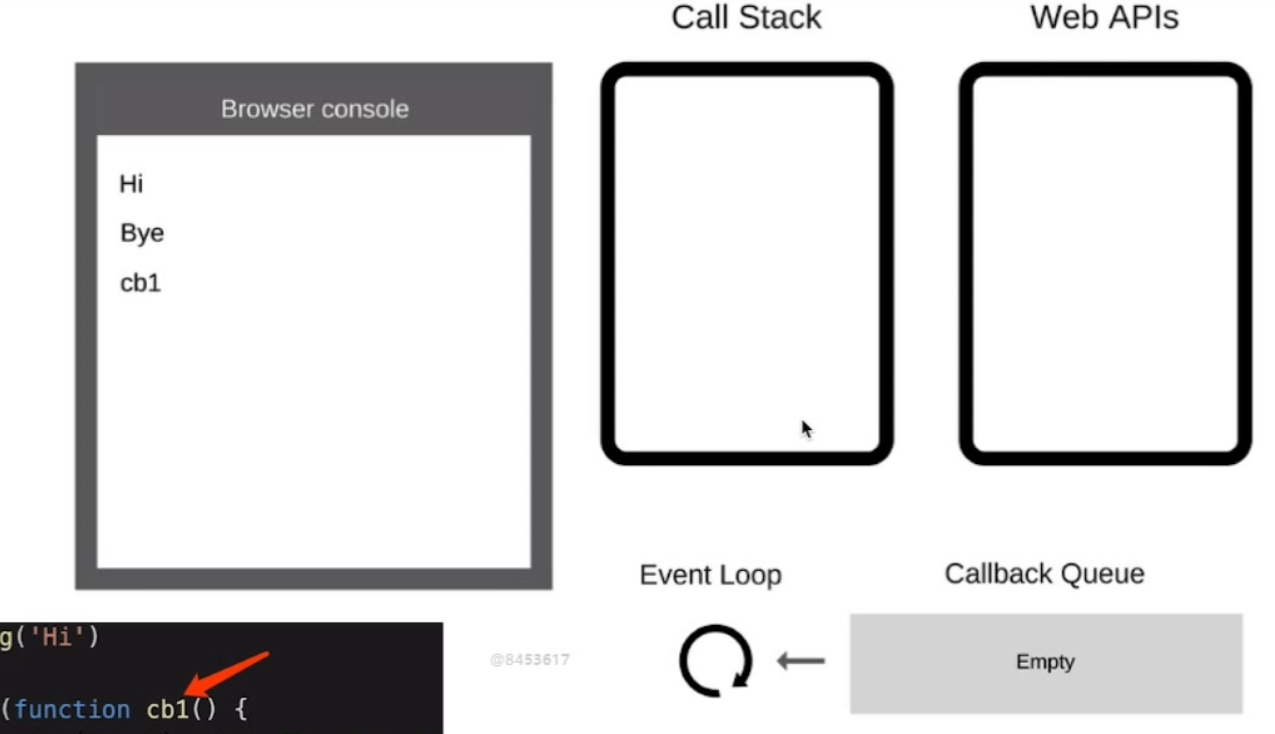 Call Stack
Web APIs
Browser console
Hi
Bye
cb1
Event Loop
Callback Queue
Empty
g('Hi')
(function cb1() {
@8453617